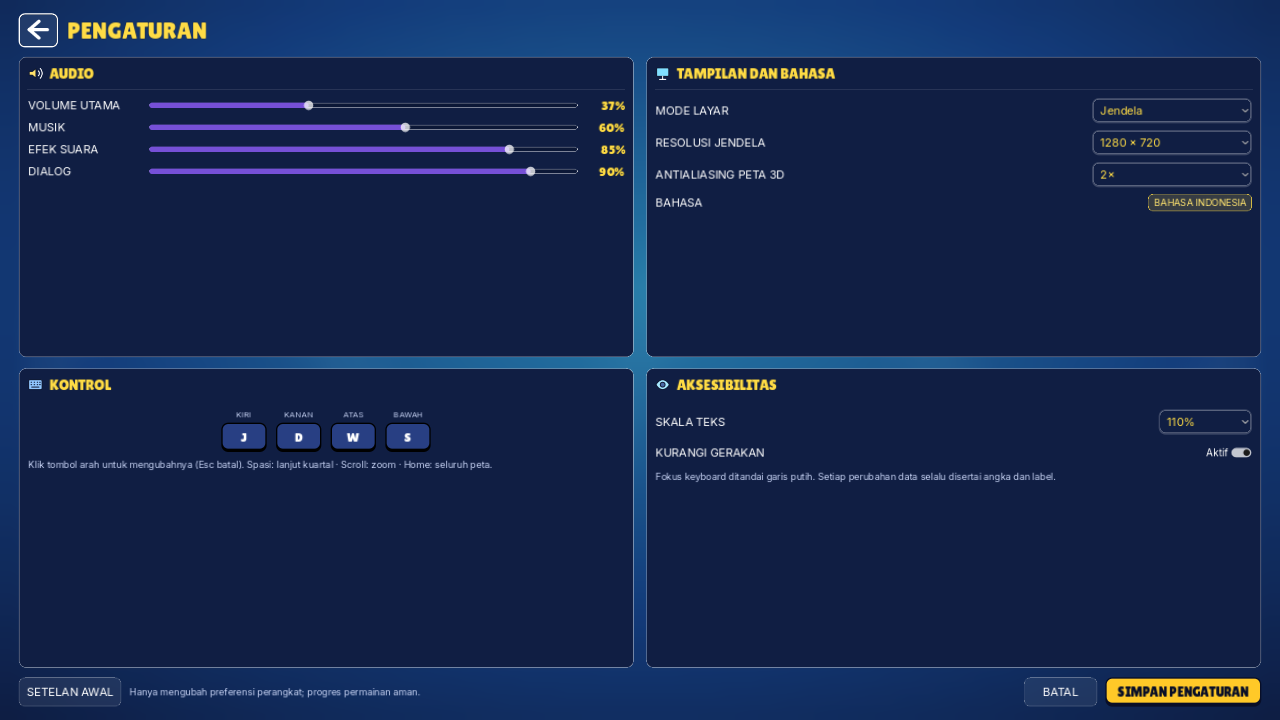 PENGATURAN
AUDIO
VOLUME UTAMA 37%
MUSIK 60%
EFEK SUARA 85%
DIALOG 90%
TAMPILAN DAN BAHASA
MODE LAYAR Jendela
RESOLUSI JENDELA 1280 × 720
ANTIALIASING PETA 3D 2×
BAHASA BAHASA INDONESIA
KONTROL
KIRI KANAN ATAS BAWAH
J D W S
Klik tombol arah untuk mengubahnya (Esc batal). Spasi: lanjut kuartal · Scroll: zoom · Home: seluruh peta.
AKSESIBILITAS
SKALA TEKS 110%
KURANGI GERAKAN Aktif
Fokus keyboard ditandai garis putih. Setiap perubahan data selalu disertai angka dan label.
SETELAN AWAL Hanya mengubah preferensi perangkat; progres permainan aman.
BATAL SIMPAN PENGATURAN